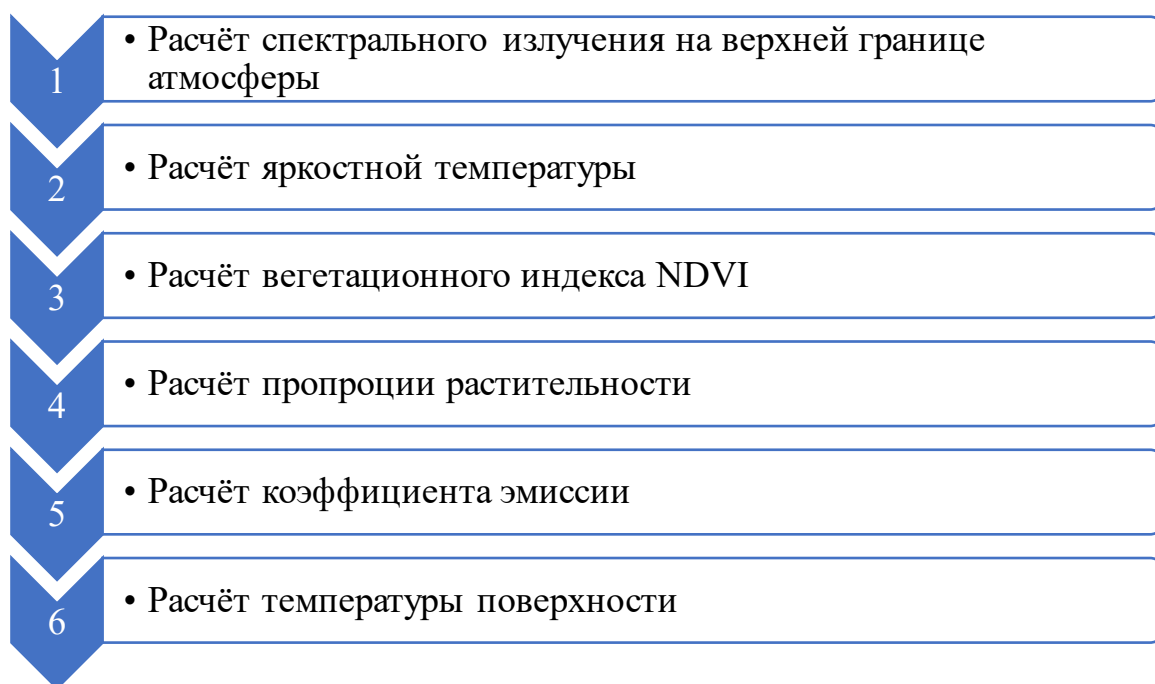 1
• Расчёт спектрального излучения на верхней границе
атмосферы
2
• Расчёт яркостной температуры
3
• Расчёт вегетационного индекса NDVI
4
• Расчёт пропроции растительности
5
• Расчёт коэффициента эмиссии
6
• Расчёт температуры поверхности